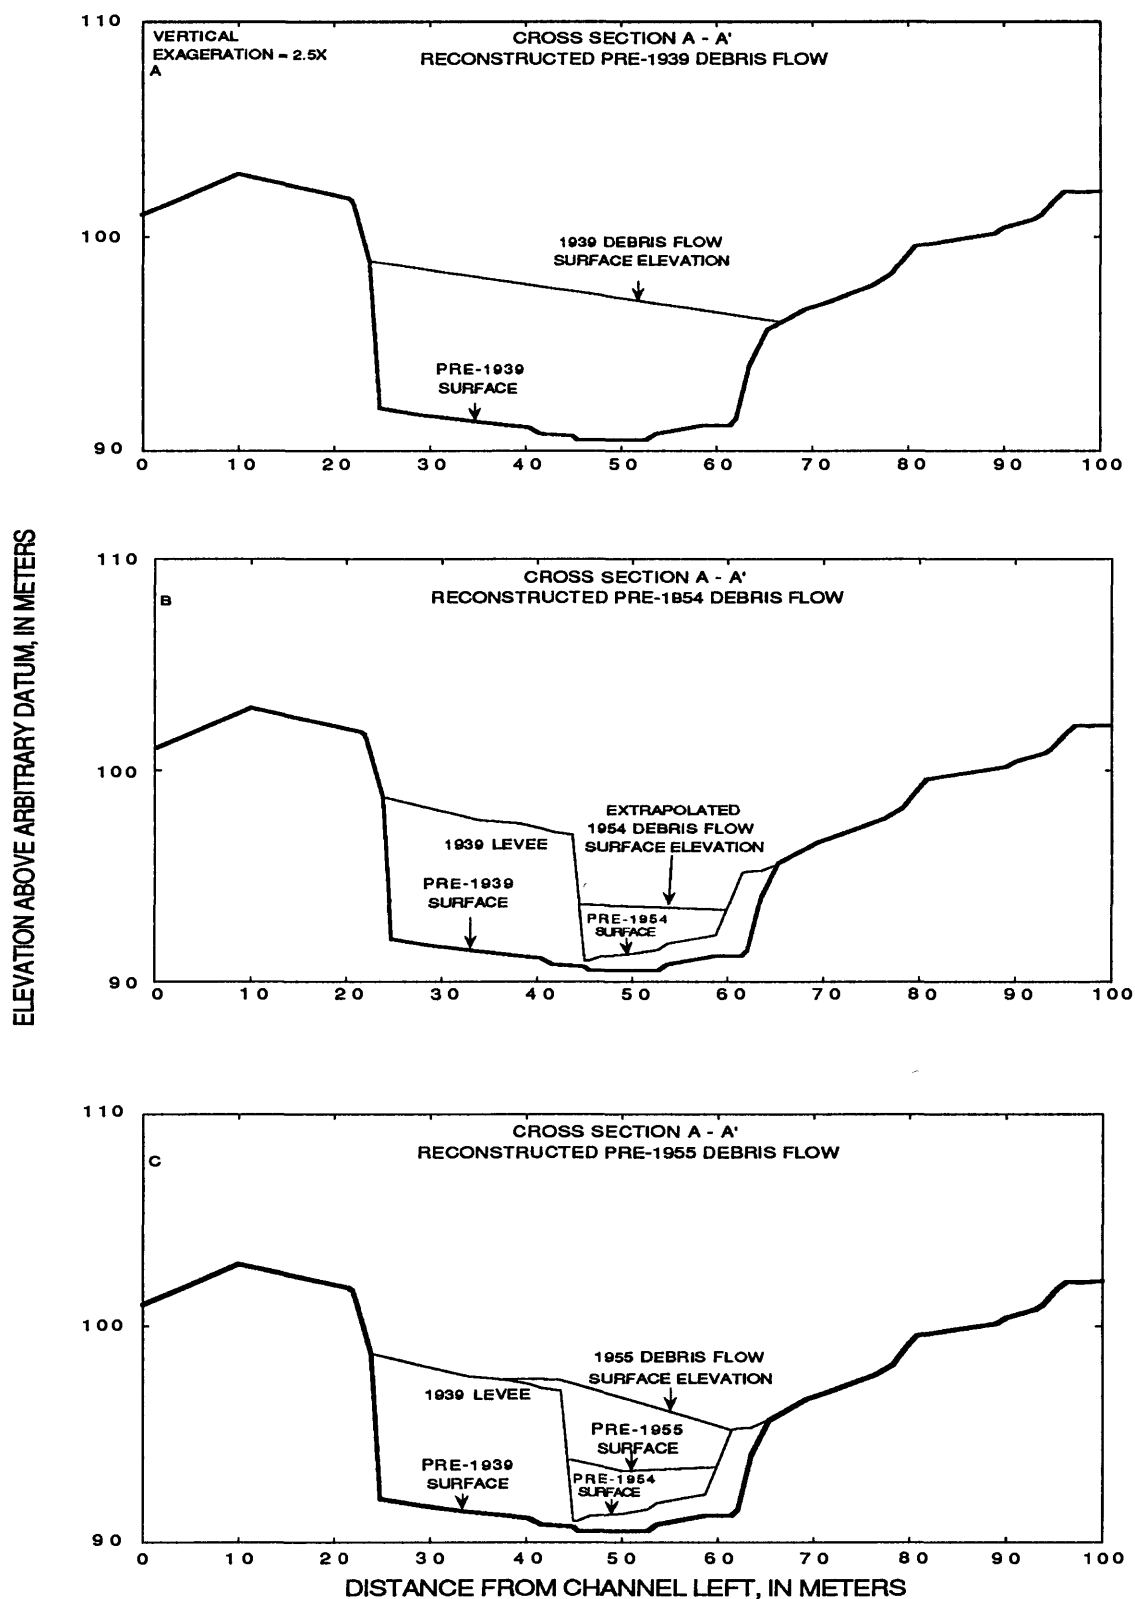 110
VERTICAL
EXAGERATION = 2.5X
A
CROSS SECTION A - A'
RECONSTRUCTED PRE-1939 DEBRIS FLOW
100
1939 DEBRIS FLOW
SURFACE ELEVATION
PRE-1939
SURFACE
90
0 10 20 30 40 50 60 70 80 90 100
ELEVATION ABOVE ARBITRARY DATUM, IN METERS
110
B
CROSS SECTION A - A'
RECONSTRUCTED PRE-1954 DEBRIS FLOW
100
EXTRAPOLATED
1954 DEBRIS FLOW
SURFACE ELEVATION
1939 LEVEE
PRE-1939
SURFACE
PRE-1954
SURFACE
90
0 10 20 30 40 50 60 70 80 90 100
110
C
CROSS SECTION A - A'
RECONSTRUCTED PRE-1955 DEBRIS FLOW
100
1955 DEBRIS FLOW
SURFACE ELEVATION
1939 LEVEE
PRE-1955
SURFACE
PRE-1939
SURFACE
PRE-1954
SURFACE
90
0 10 20 30 40 50 60 70 80 90 100
DISTANCE FROM CHANNEL LEFT, IN METERS